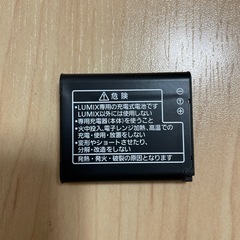 危険
•LUMIX専用の充電式電池です
LUMIX以外には使用しない
•専用充電器(本体)を使う
•火中投入、電子レンジ加熱、高温での
充電・使用・放置をしない
•変形やショートさせたり、
分解・改造をしない
発熱・発火・破裂の原因になります